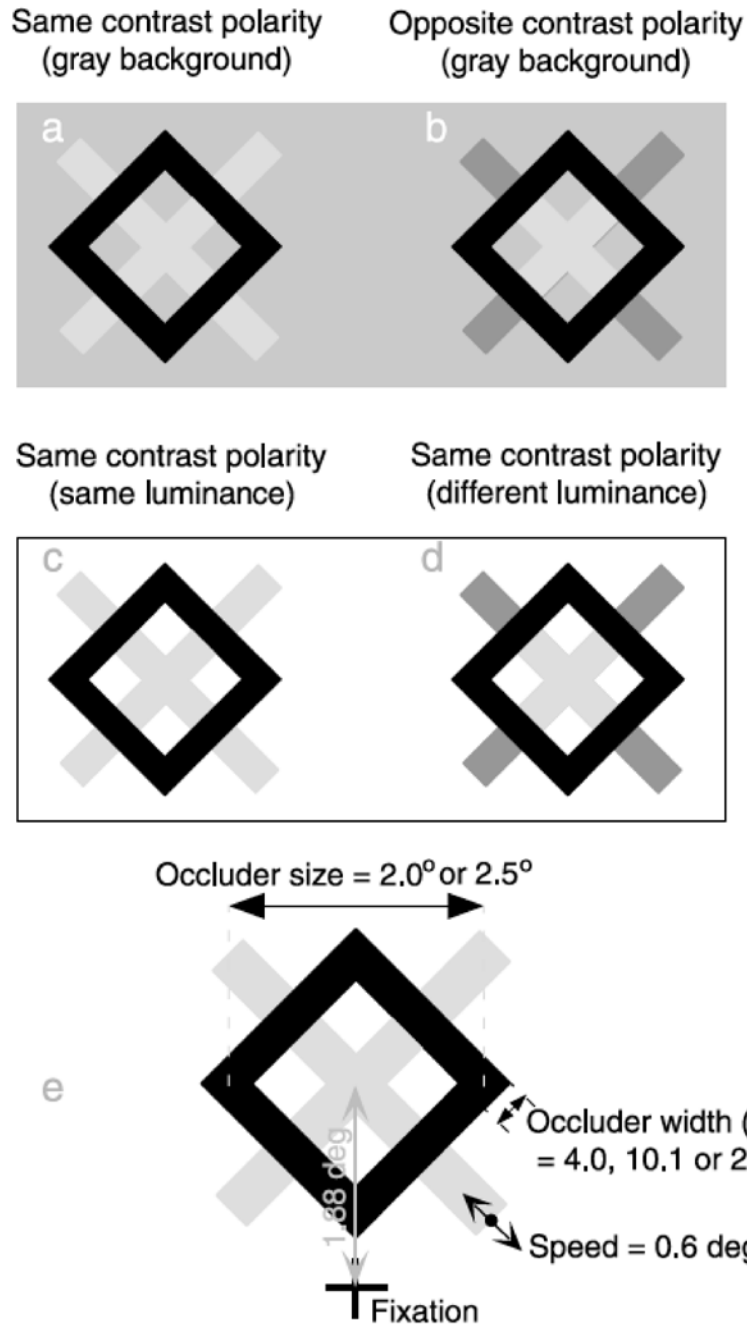 Same contrast polarity
(gray background)
Opposite contrast polarity
(gray background)
a
b
Same contrast polarity
(same luminance)
Same contrast polarity
(different luminance)
c
d
Occluder size = 2.0° or 2.5°
e
Occluder width (
= 4.0, 10.1 or 2
1.88 deg
Speed = 0.6 deg
Fixation